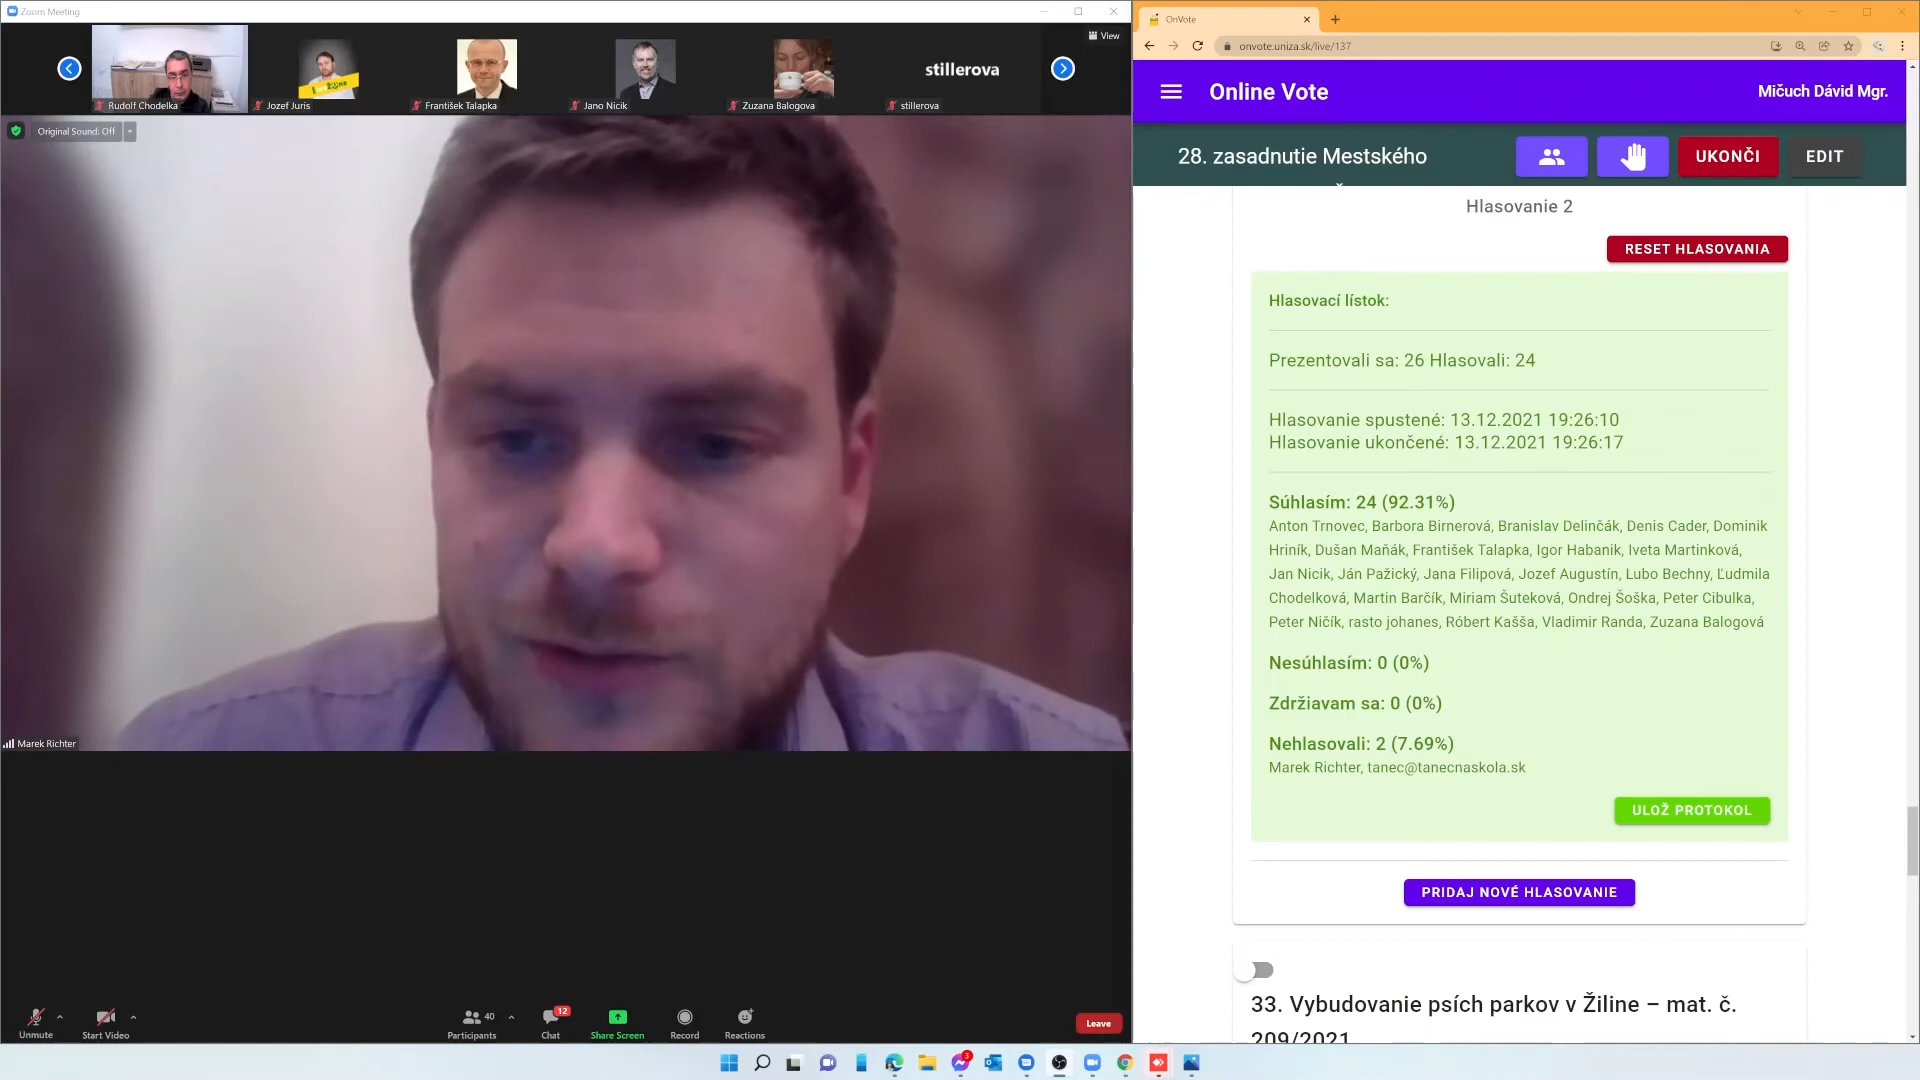 Zoom Meeting
View
Rudolf Chodelka
Jozef Juris
František Talapka
Jano Nicik
Zuzana Balogova
stillerova
stillerova
Original Sound: Off
Marek Richter
Unmute
Start Video
40
Participants
12
Chat
Share Screen
Record
Reactions
Leave
OnVote
onvote.uniza.sk/live/137
Online Vote
Mičuch Dávid Mgr.
28. zasadnutie Mestského
UKONČI
EDIT
Hlasovanie 2
RESET HLASOVANIA
Hlasovací lístok:
Prezentovali sa: 26 Hlasovali: 24
Hlasovanie spustené: 13.12.2021 19:26:10
Hlasovanie ukončené: 13.12.2021 19:26:17
Súhlasím: 24 (92.31%)
Anton Trnovec, Barbora Birnerová, Branislav Delinčák, Denis Cader, Dominik
Hriník, Dušan Maňák, František Talapka, Igor Habanik, Iveta Martinková,
Jan Nicik, Ján Pažický, Jana Filipová, Jozef Augustín, Lubo Bechny, Ľudmila
Chodelková, Martin Barčík, Miriam Šuteková, Ondrej Šoška, Peter Cibulka,
Peter Ničík, rasto johanes, Róbert Kašša, Vladimir Randa, Zuzana Balogová
Nesúhlasím: 0 (0%)
Zdržiavam sa: 0 (0%)
Nehlasovali: 2 (7.69%)
Marek Richter, tanec@tanecnaskola.sk
ULOŽ PROTOKOL
PRIDAJ NOVÉ HLASOVANIE
33. Vybudovanie psích parkov v Žiline – mat. č.
209/2021
3